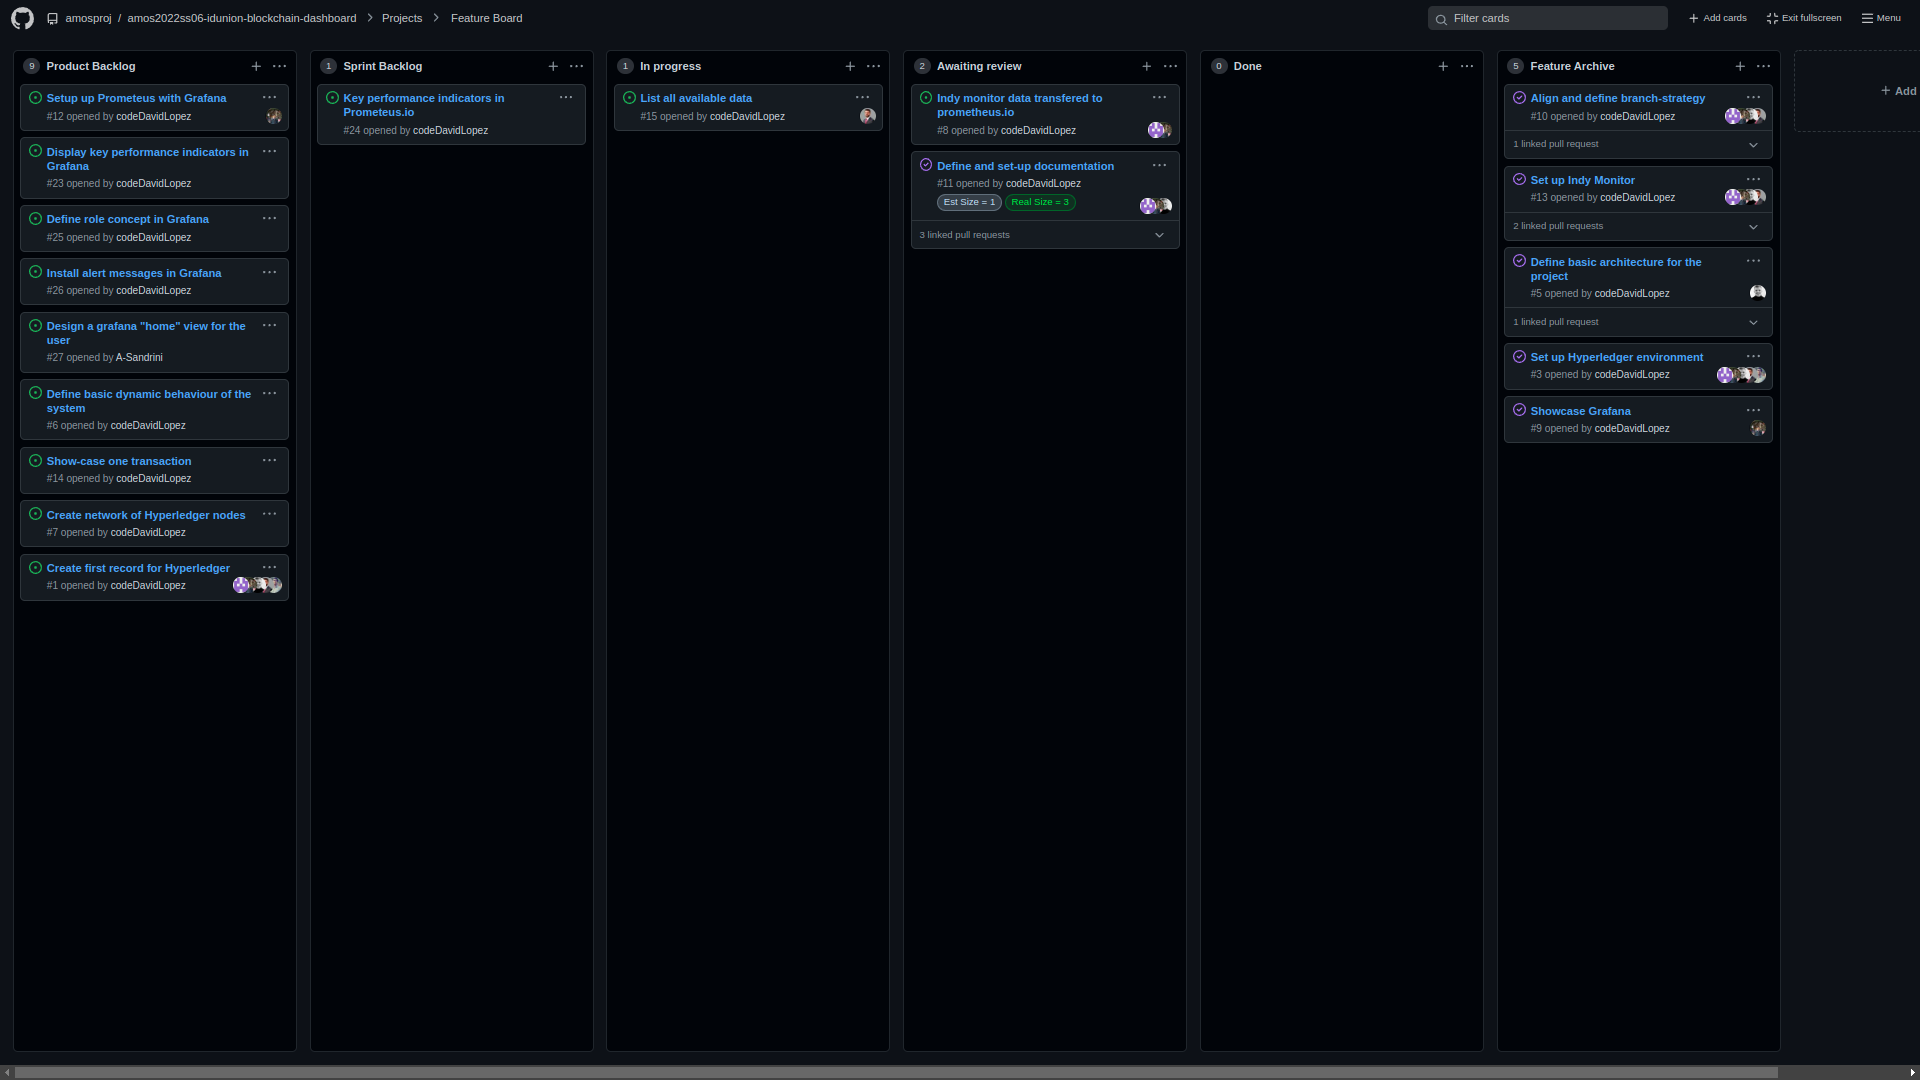 amosproj / amos2022ss06-idunion-blockchain-dashboard > Projects > Feature Board
Filter cards
Add cards
Exit fullscreen
Menu
9 Product Backlog
Setup up Prometeus with Grafana
#12 opened by codeDavidLopez
Display key performance indicators in
Grafana
#23 opened by codeDavidLopez
Define role concept in Grafana
#25 opened by codeDavidLopez
Install alert messages in Grafana
#26 opened by codeDavidLopez
Design a grafana "home" view for the
user
#27 opened by A-Sandrini
Define basic dynamic behaviour of the
system
#6 opened by codeDavidLopez
Show-case one transaction
#14 opened by codeDavidLopez
Create network of Hyperledger nodes
#7 opened by codeDavidLopez
Create first record for Hyperledger
#1 opened by codeDavidLopez
1 Sprint Backlog
Key performance indicators in
Prometeus.io
#24 opened by codeDavidLopez
1 In progress
List all available data
#15 opened by codeDavidLopez
2 Awaiting review
Indy monitor data transfered to
prometheus.io
#8 opened by codeDavidLopez
Define and set-up documentation
#11 opened by codeDavidLopez
Est Size = 1 Real Size = 3
3 linked pull requests
0 Done
5 Feature Archive
Align and define branch-strategy
#10 opened by codeDavidLopez
1 linked pull request
Set up Indy Monitor
#13 opened by codeDavidLopez
2 linked pull requests
Define basic architecture for the
project
#5 opened by codeDavidLopez
1 linked pull request
Set up Hyperledger environment
#3 opened by codeDavidLopez
Showcase Grafana
#9 opened by codeDavidLopez
Add